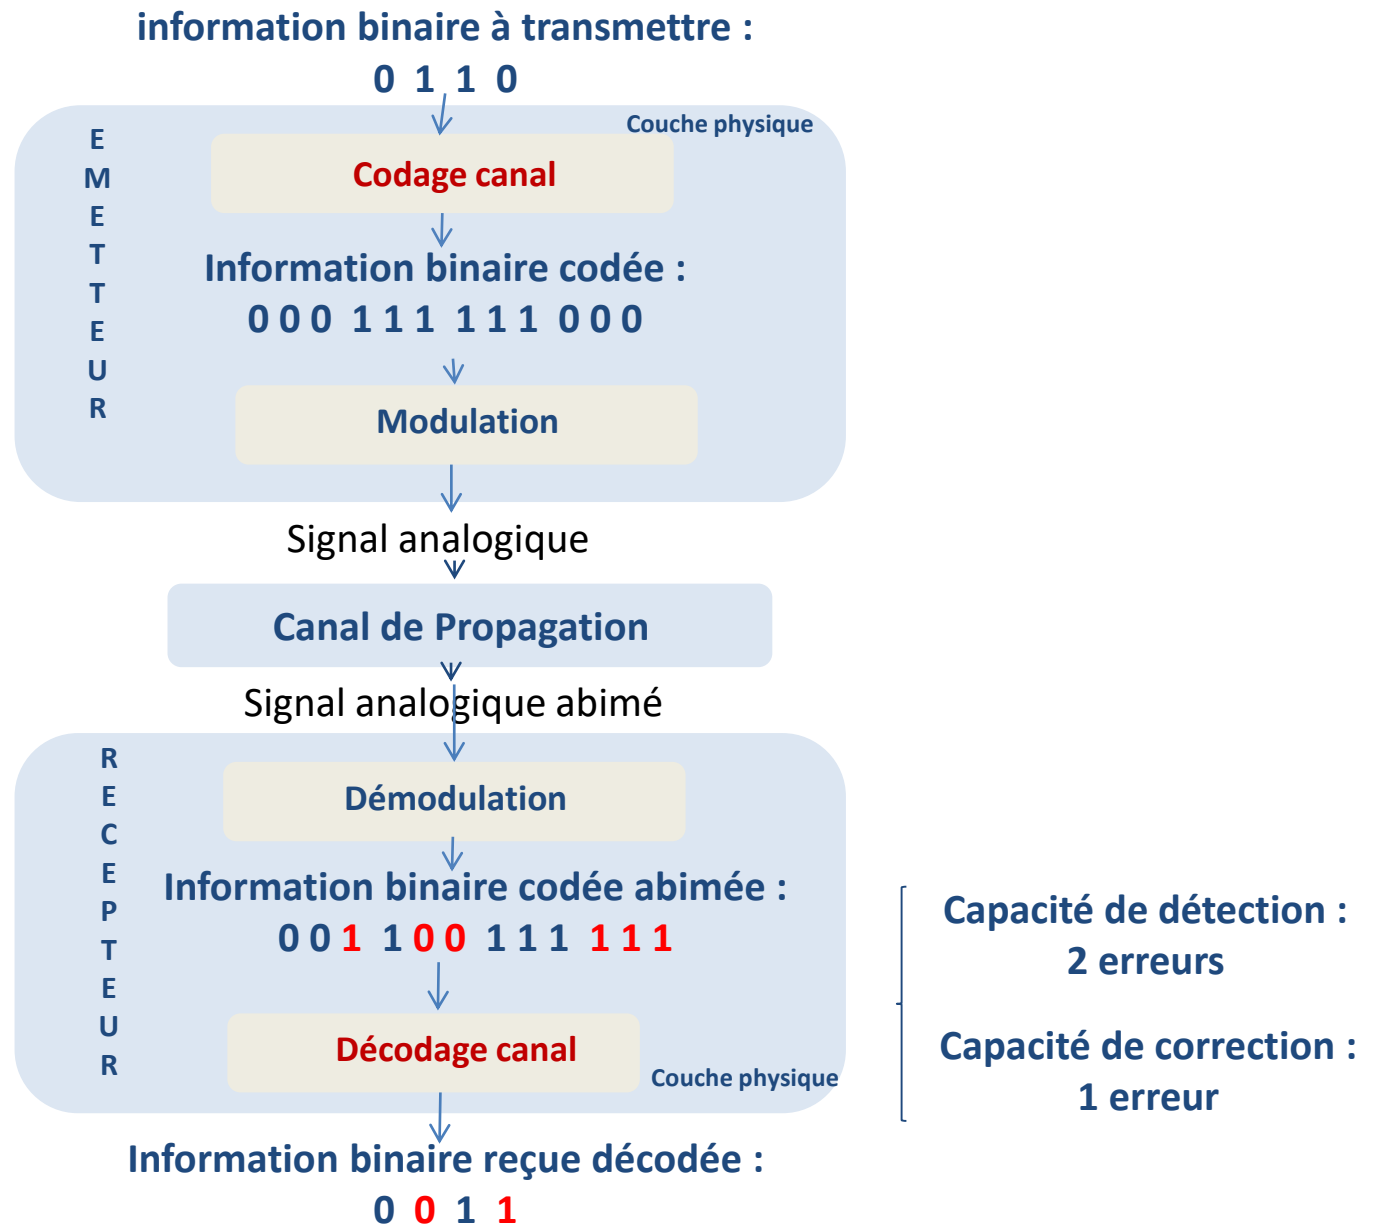 information binaire à transmettre :
0 1 1 0
Couche physique
E
M
E
T
T
E
U
R
Codage canal
Information binaire codée :
0 0 0 1 1 1 1 1 1 0 0 0
Modulation
Signal analogique
Canal de Propagation
Signal analogique abimé
R
E
C
E
P
T
E
U
R
Démodulation
Information binaire codée abimée :
0 0 1 1 0 0 1 1 1 1 1 1
Décodage canal
Couche physique
Capacité de détection :
2 erreurs
Capacité de correction :
1 erreur
Information binaire reçue décodée :
0 0 1 1